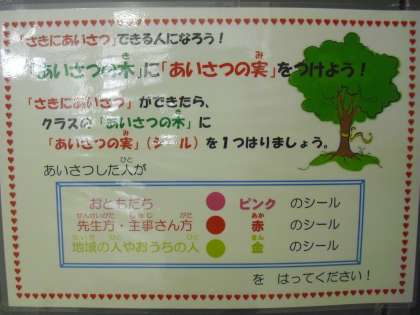 「さきにあいさつ」できる人になろう！
「あいさつの木」に「あいさつの実」をつけよう！
「さきにあいさつ」ができたら、
クラスの「あいさつの木」に
「あいさつの実」（シール）を１つはりましょう。
あいさつした人が
おともだち ● ピンク のシール
先生方・主事さん方 ● 赤 のシール
地域の人やおうちの人 ● 金 のシール
を はってください！